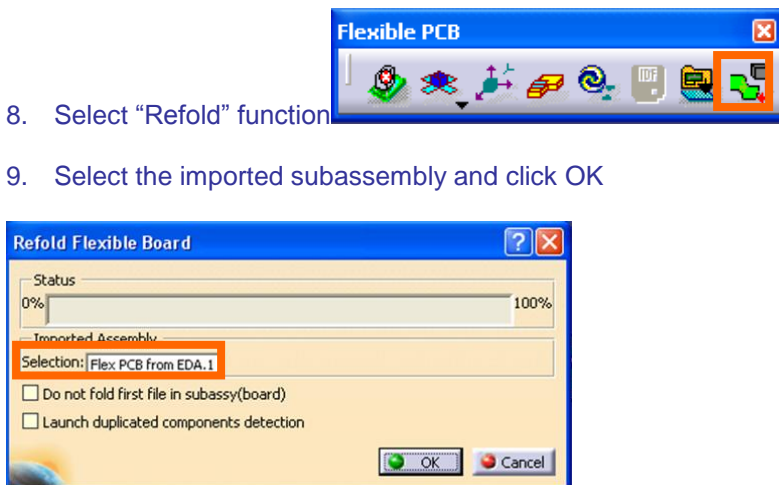 Flexible PCB
IDF
8. Select “Refold” function
9. Select the imported subassembly and click OK
Refold Flexible Board
Status
0% 100%
Imported Assembly
Selection: Flex PCB from EDA.1
Do not fold first file in subassy(board)
Launch duplicated components detection
OK Cancel